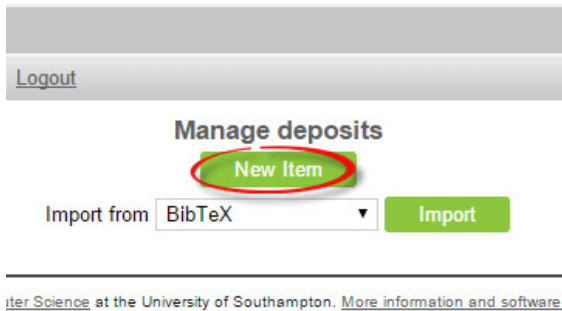 Logout
Manage deposits
New Item
Import from BibTeX Import
Science at the University of Southampton. More information and software